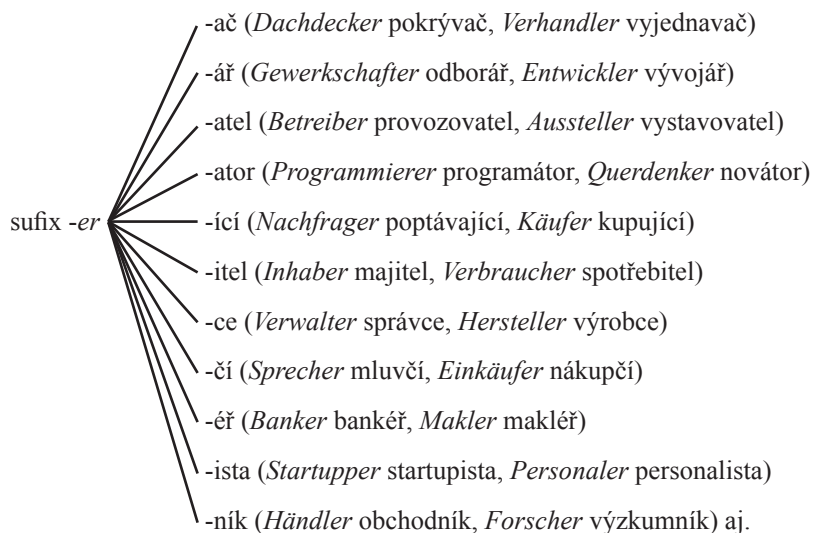 -ač (Dachdecker pokrývač, Verhandler vyjednavač)
-ář (Gewerkschafter odborář, Entwickler vývojář)
-atel (Betreiber provozovatel, Aussteller vystavovatel)
-ator (Programmierer programátor, Querdenker novátor)
sufix -er
-ící (Nachfrager poptávající, Käufer kupující)
-itel (Inhaber majitel, Verbraucher spotřebitel)
-ce (Verwalter správce, Hersteller výrobce)
-čí (Sprecher mluvčí, Einkäufer nákupčí)
-éř (Banker bankéř, Makler makléř)
-ista (Startupper startupista, Personaler personalista)
-ník (Händler obchodník, Forscher výzkumník) aj.